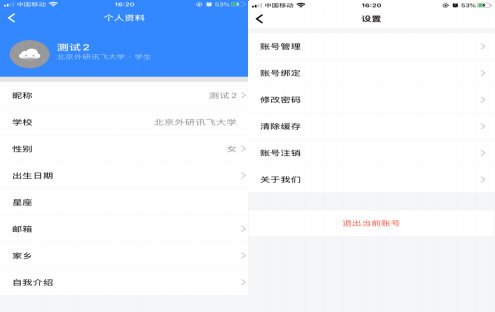 中国移动 16:20 53%
个人资料
测试2
北京外研讯飞大学 · 学生
昵称 测试2
学校 北京外研讯飞大学
性别 女
出生日期
星座
邮箱
家乡
自我介绍
中国移动 16:20 53%
设置
账号管理
账号绑定
修改密码
清除缓存
账号注销
关于我们
退出当前账号